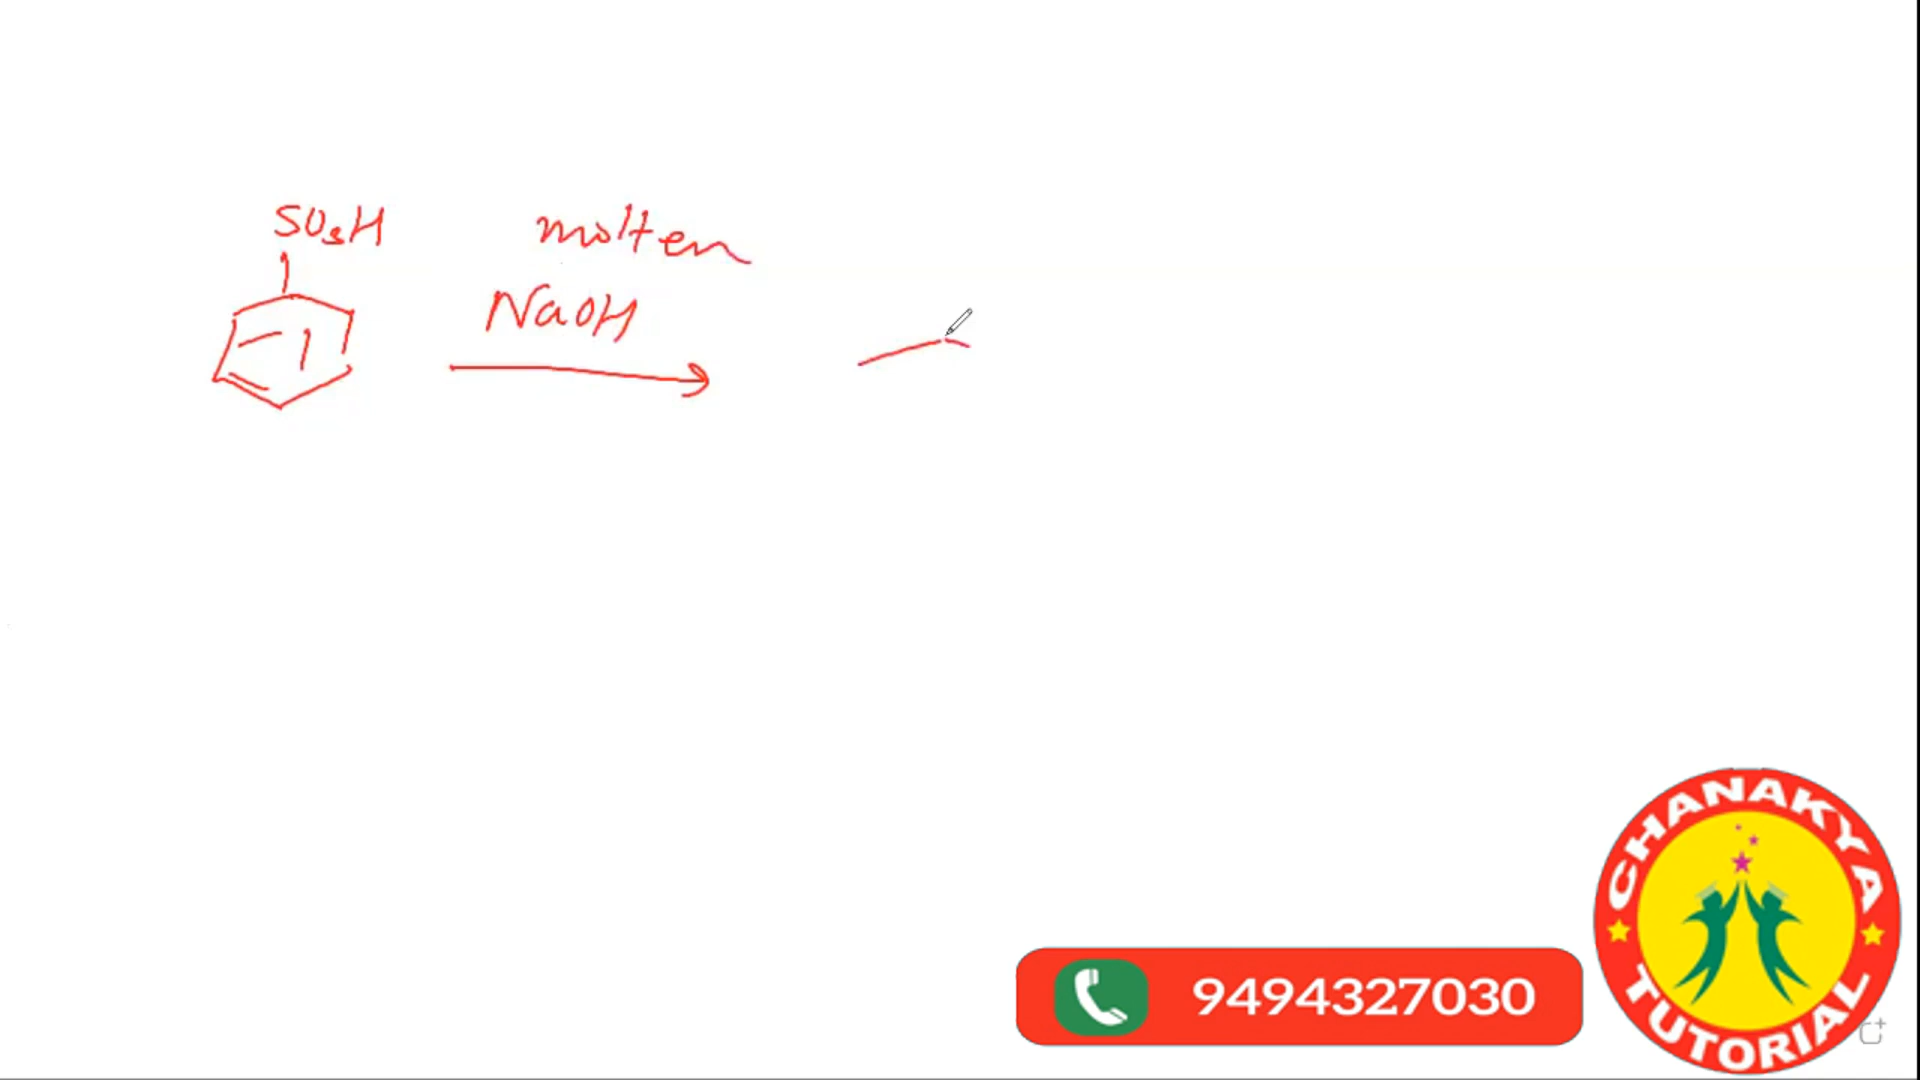 SO3H
molten
NaOH
9494327030
CHANAKYA
TUTORIAL